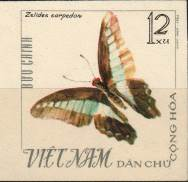 Zelides sarpedon
12
xu
BƯU CHÍNH
CỘNG HÒA
VIỆT NAM DÂN CHỦ